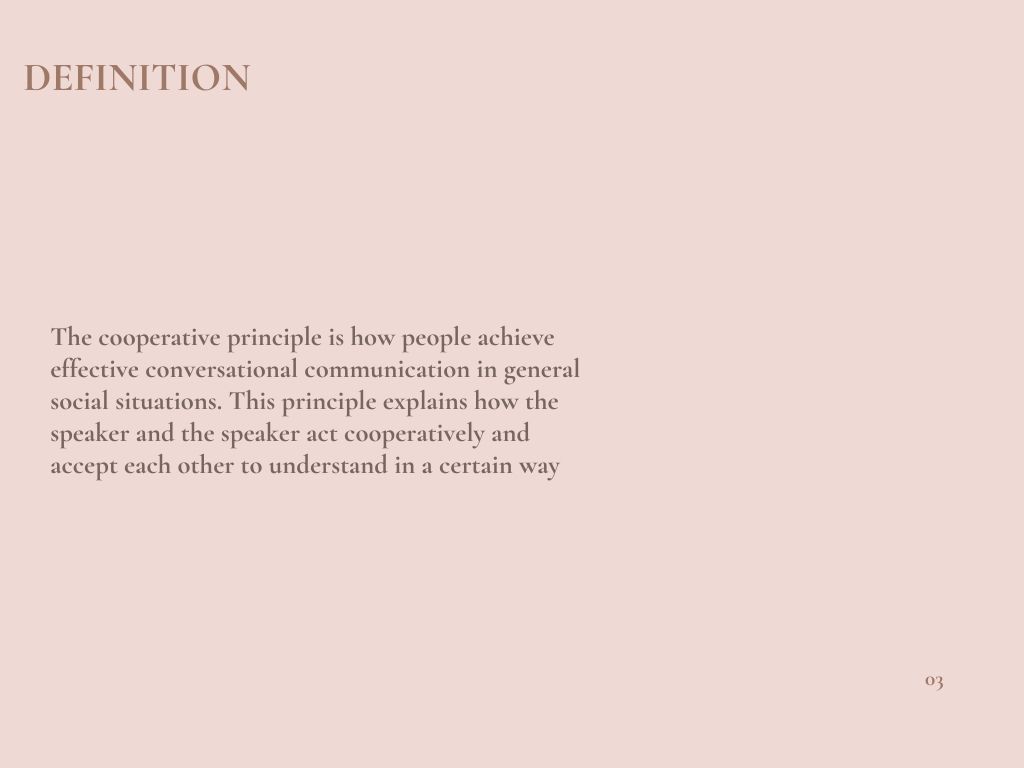 DEFINITION
The cooperative principle is how people achieve
effective conversational communication in general
social situations. This principle explains how the
speaker and the speaker act cooperatively and
accept each other to understand in a certain way
03